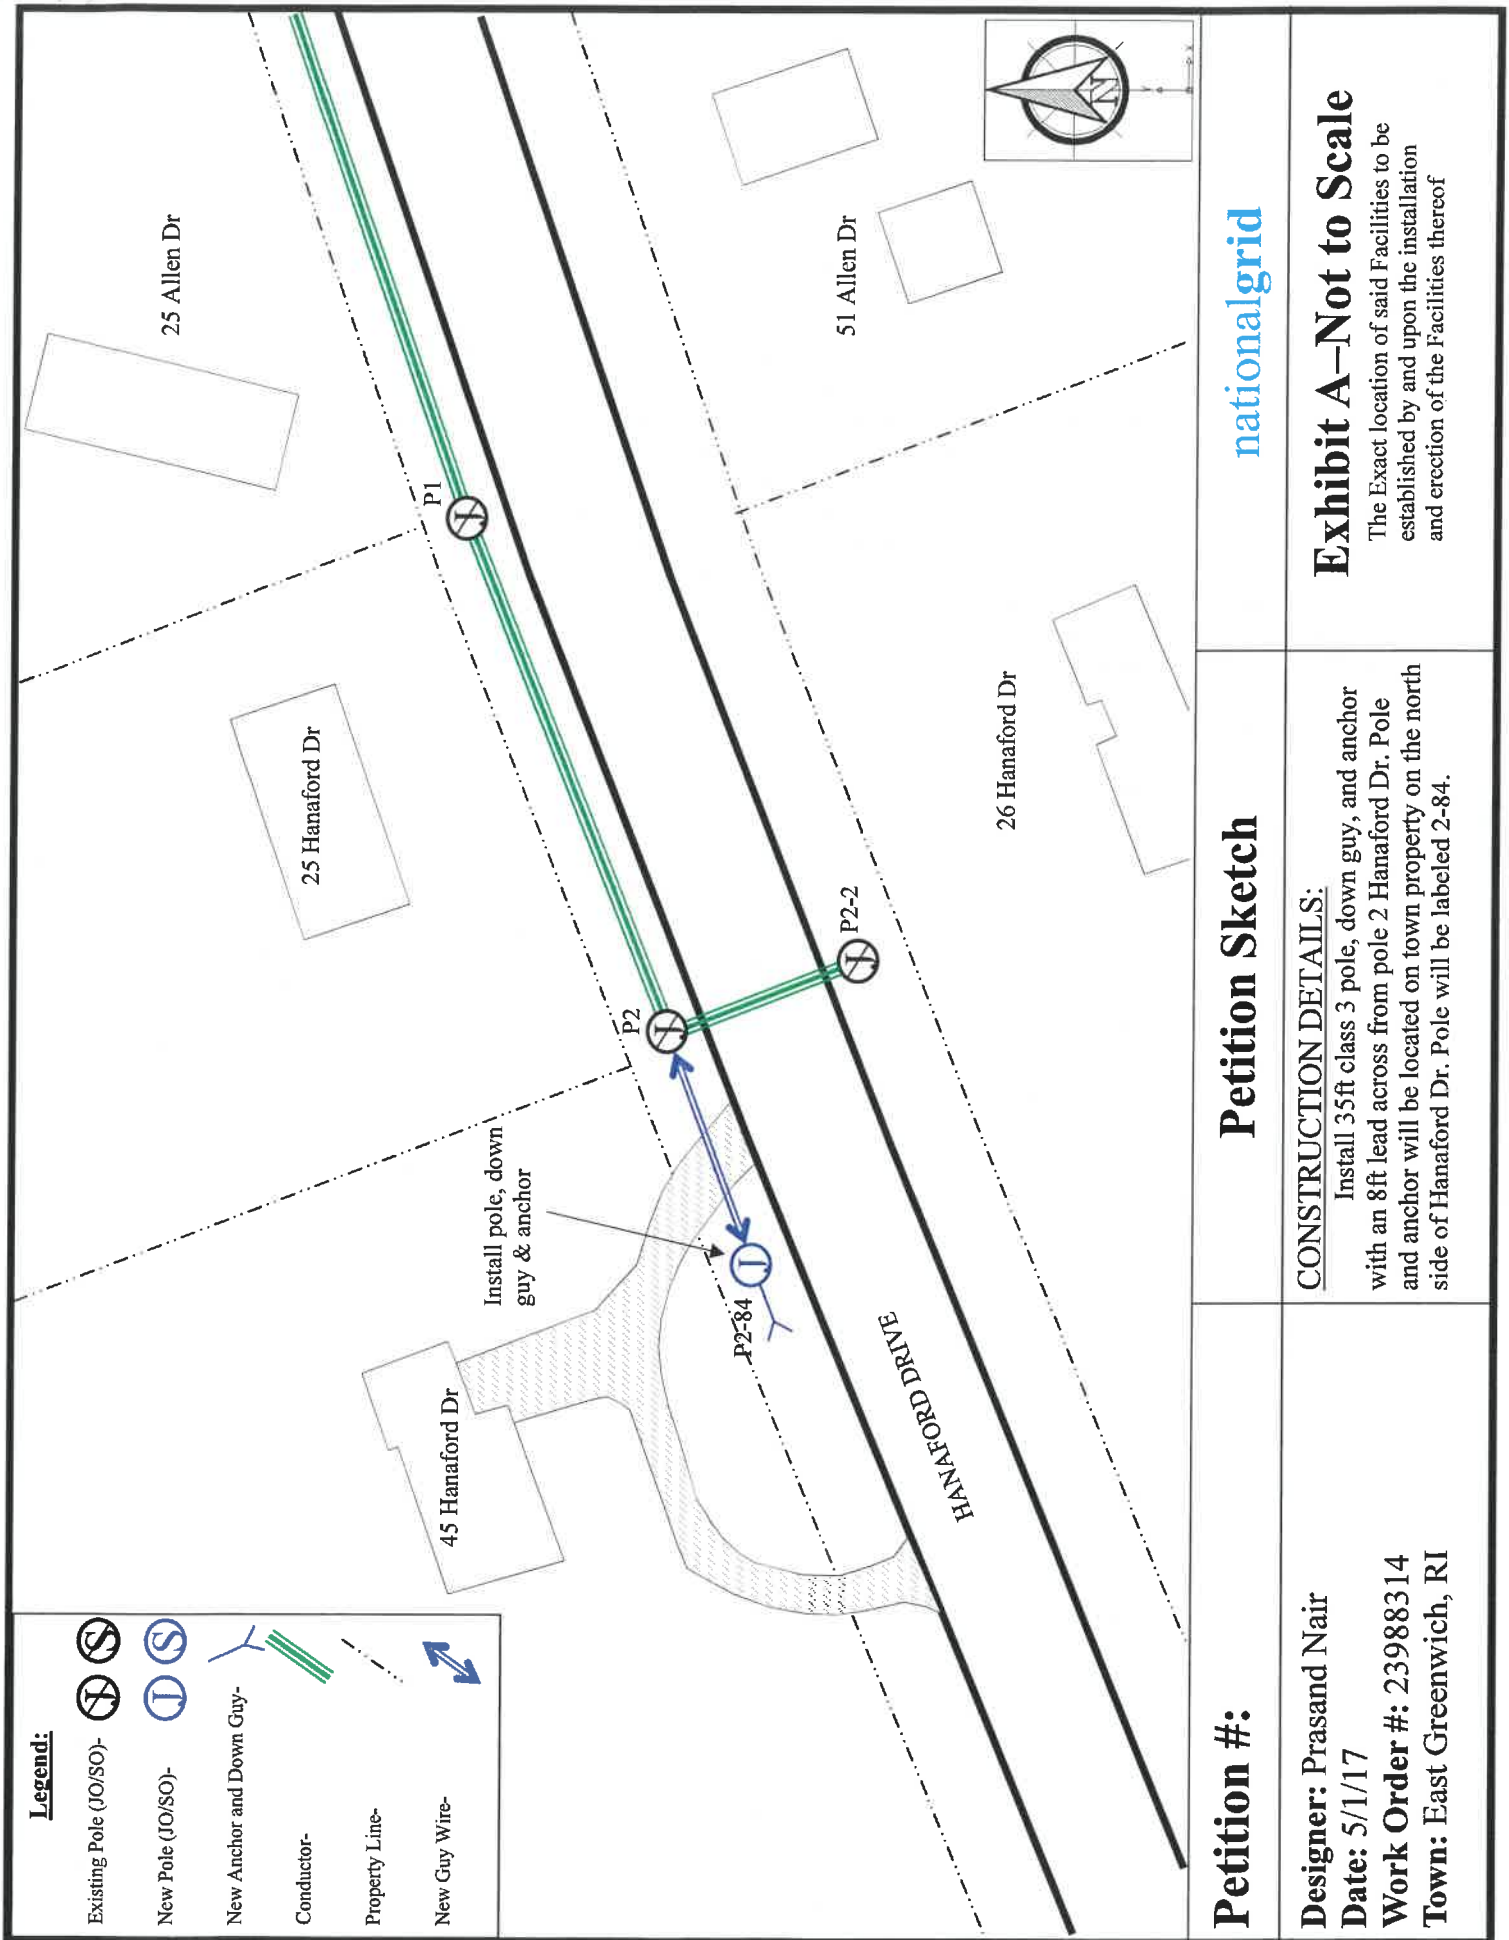 Legend:
Existing Pole (JO/SO)- J S
New Pole (JO/SO)- J S
New Anchor and Down Guy-
Conductor-
Property Line-
New Guy Wire-
25 Allen Dr
25 Hanaford Dr
45 Hanaford Dr
Install pole, down
guy & anchor
P1
J
P2
J
P2-84
J
P2-2
J
HANAFORD DRIVE
51 Allen Dr
26 Hanaford Dr
N
Y
X
Petition #:
Designer: Prasand Nair
Date: 5/1/17
Work Order #: 23988314
Town: East Greenwich, RI
Petition Sketch
CONSTRUCTION DETAILS:
Install 35ft class 3 pole, down guy, and anchor
with an 8ft lead across from pole 2 Hanaford Dr. Pole
and anchor will be located on town property on the north
side of Hanaford Dr. Pole will be labeled 2-84.
nationalgrid
Exhibit A–Not to Scale
The Exact location of said Facilities to be
established by and upon the installation
and erection of the Facilities thereof